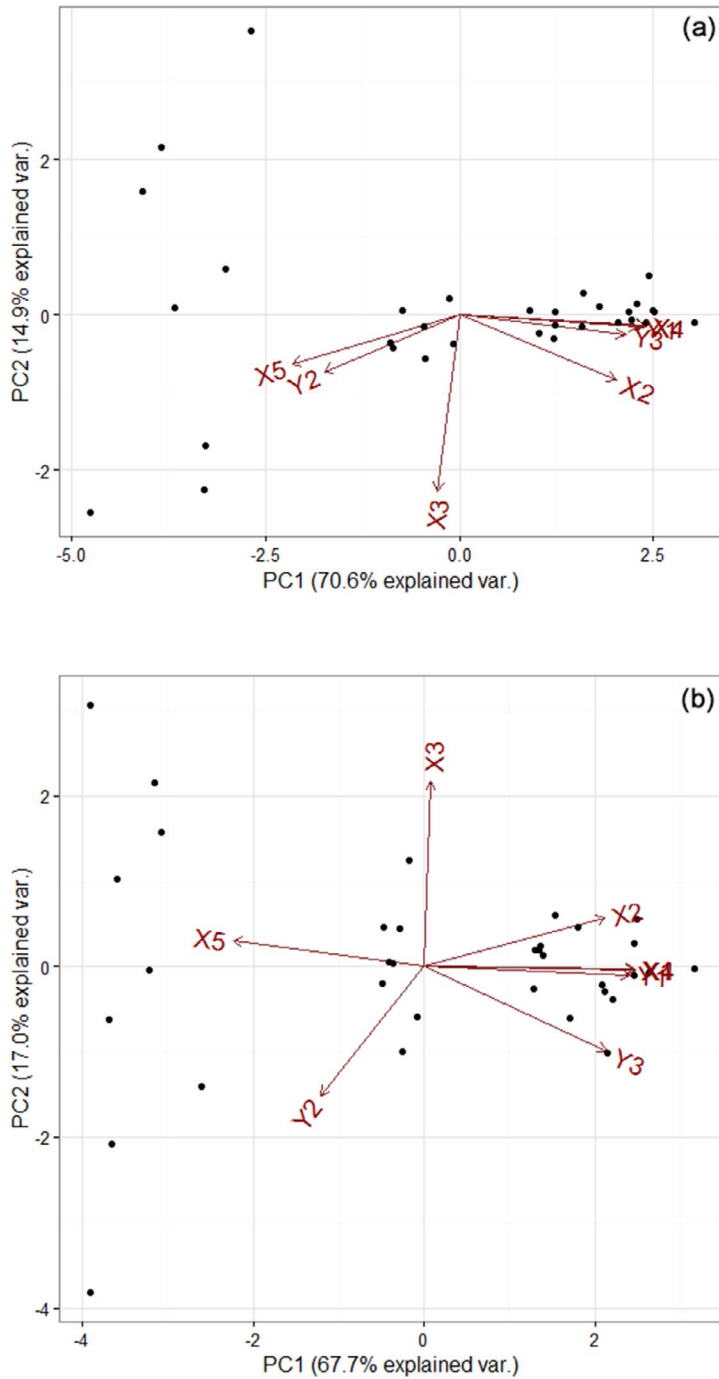 (a)
PC2 (14.9% explained var.)
2
0
-2
X5
Y2
X3
X2
Y3
X4
-5.0
-2.5
0.0
2.5
PC1 (70.6% explained var.)
(b)
PC2 (17.0% explained var.)
2
0
-2
-4
X3
X5
X2
X4
Y1
Y3
Y2
-4
-2
0
2
PC1 (67.7% explained var.)